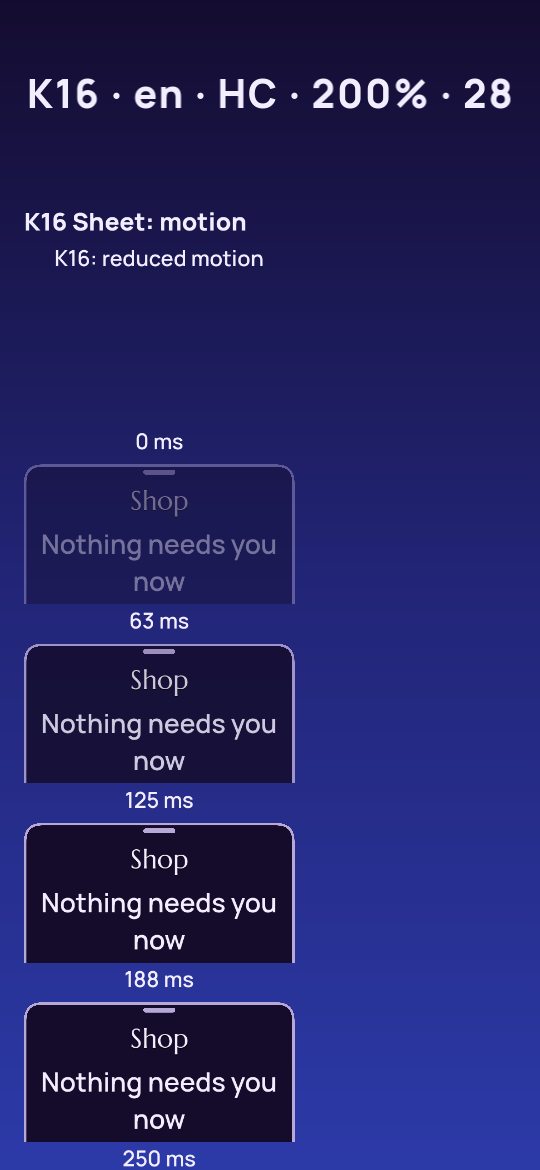 K16 · en · HC · 200% · 28
K16 Sheet: motion
K16: reduced motion
0 ms
Shop
Nothing needs you
now
63 ms
Shop
Nothing needs you
now
125 ms
Shop
Nothing needs you
now
188 ms
Shop
Nothing needs you
now
250 ms